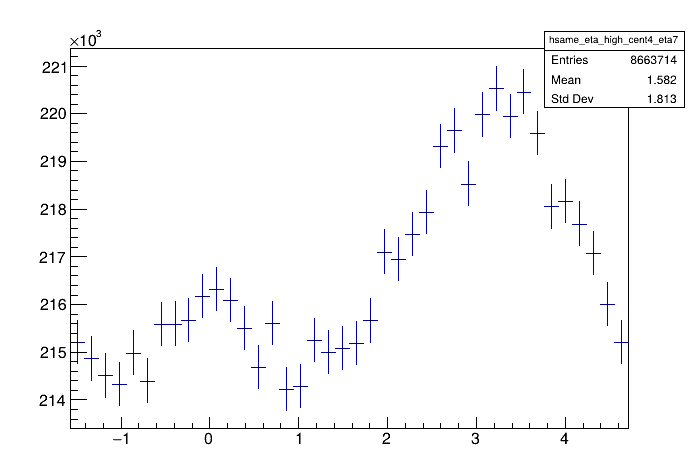 ×10³
hsame_eta_high_cent4_eta7
Entries 8663714
Mean 1.582
Std Dev 1.813
221
220
219
218
217
216
215
214
−1 0 1 2 3 4